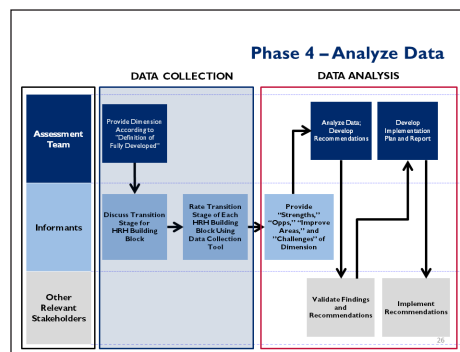 Phase 4 – Analyze Data
DATA COLLECTION
DATA ANALYSIS
Assessment
Team
Provide Dimension
According to
"Definition of
Fully Developed"
Analyze Data;
Develop
Recommendations
Develop
Implementation
Plan and Report
Informants
Discuss Transition
Stage for
HRH Building
Block
Rate Transition
Stage of Each
HRH Building
Block Using
Data Collection
Tool
Provide
"Strengths,"
"Opps," "Improve
Areas," and
"Challenges" of
Dimension
Other
Relevant
Stakeholders
Validate Findings
and
Recommendations
Implement
Recommendations
26